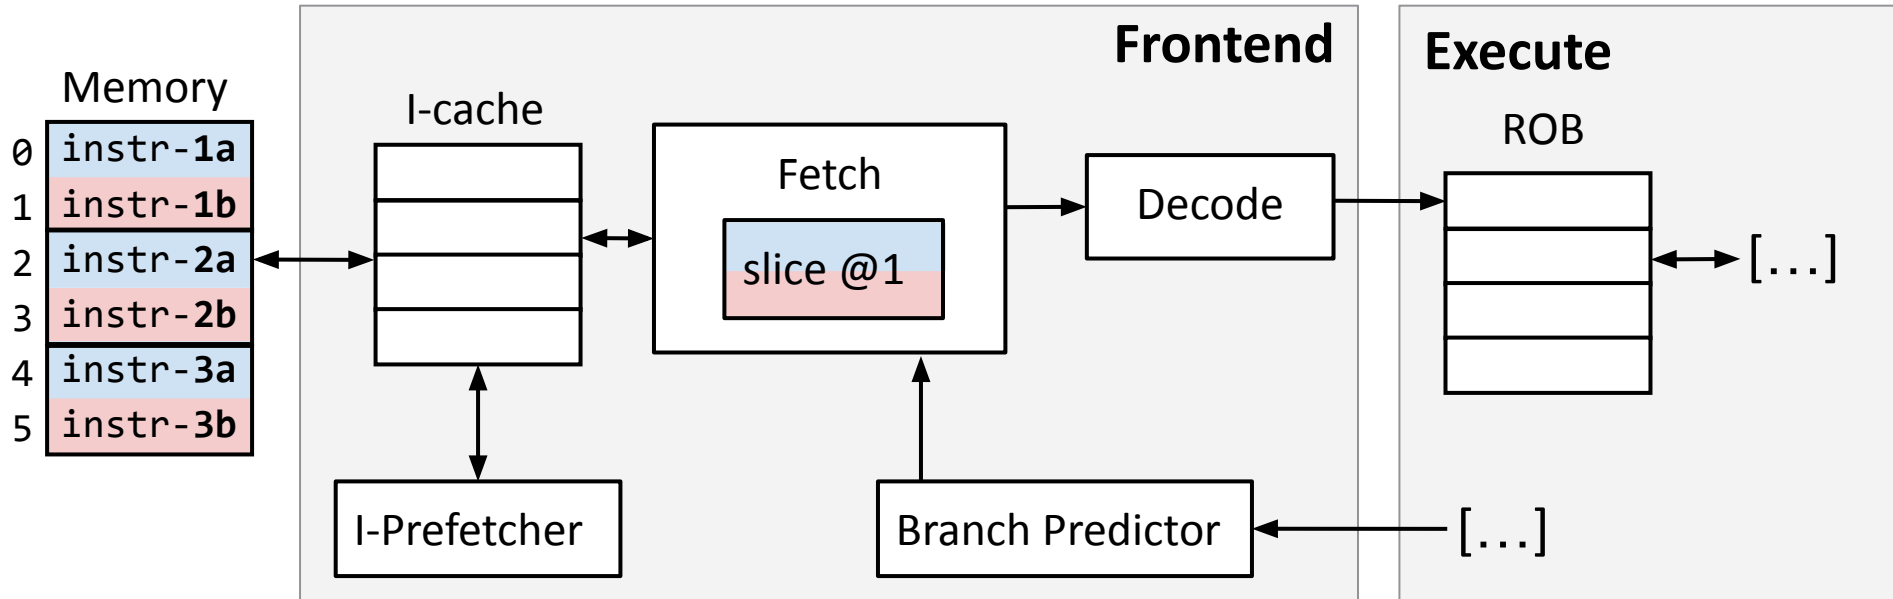 Frontend
Execute
Memory
I-cache
ROB
0 instr-1a
1 instr-1b
2 instr-2a
3 instr-2b
4 instr-3a
5 instr-3b
Fetch
slice @1
Decode
[...]
I-Prefetcher
Branch Predictor
[...]